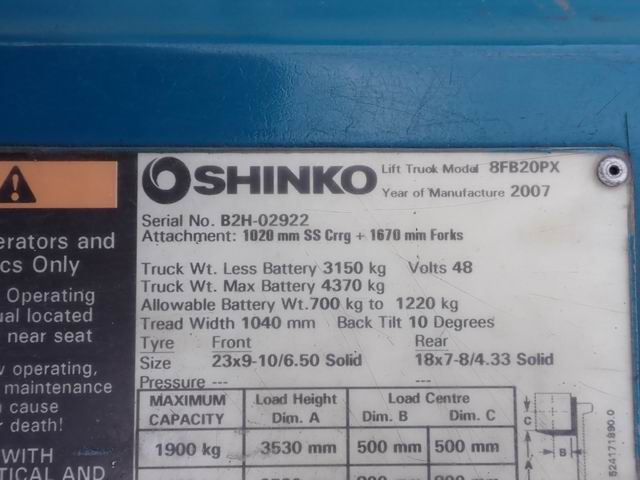 SHINKO
Lift Truck Model 8FB20PX
Year of Manufacture 2007
Serial No. B2H-02922
Attachment: 1020 mm SS Crrg + 1670 mm Forks
Truck Wt. Less Battery 3150 kg Volts 48
Truck Wt. Max Battery 4370 kg
Allowable Battery Wt. 700 kg to 1220 kg
Tread Width 1040 mm Back Tilt 10 Degrees
Tyre Front Rear
Size 23x9-10/6.50 Solid 18x7-8/4.33 Solid
Pressure --- ---
MAXIMUM CAPACITY Load Height Dim. A Load Centre Dim. B Dim. C
1900 kg 3530 mm 500 mm 500 mm
C
B
A
524171890.0
erators and
cs Only
Operating
ual located
near seat
w operating,
maintenance
n cause
r death!
WITH
TICAL AND